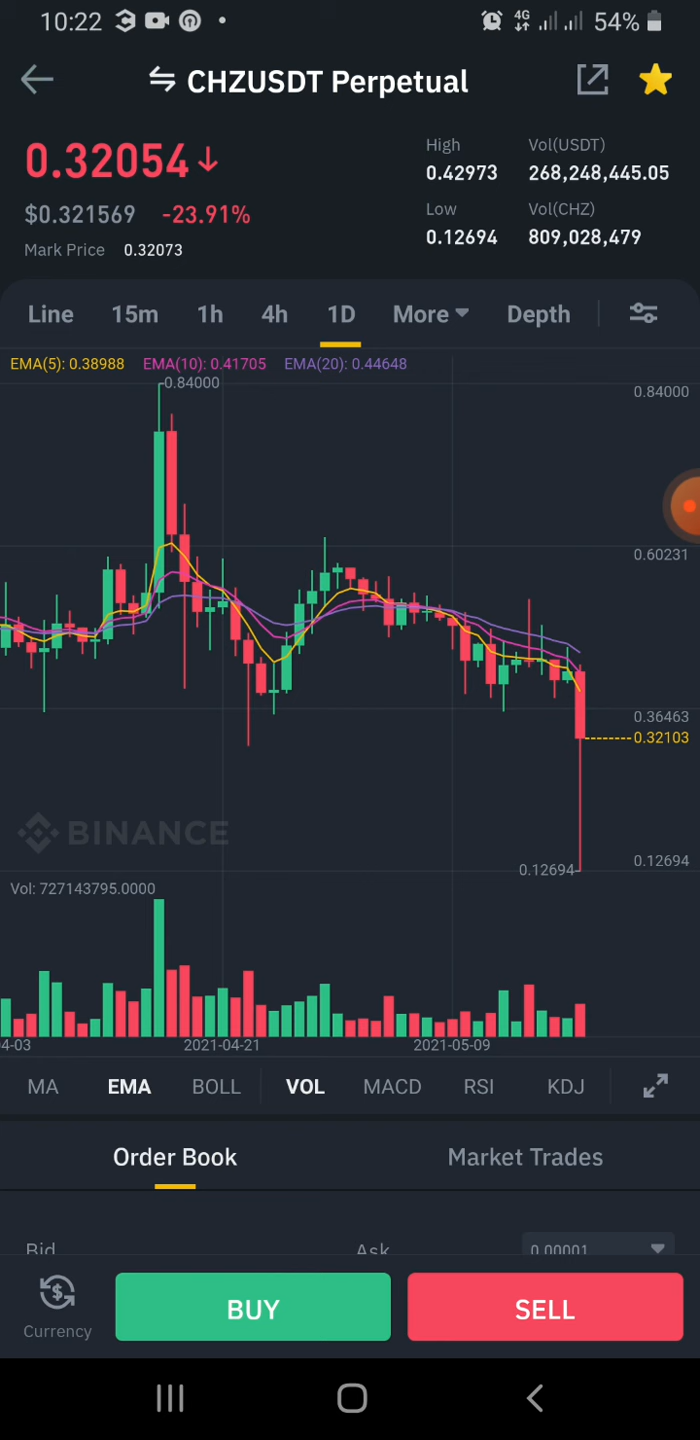 10:22 4G 54%
CHZUSDT Perpetual
0.32054
$0.321569 -23.91%
Mark Price 0.32073
High Vol(USDT)
0.42973 268,248,445.05
Low Vol(CHZ)
0.12694 809,028,479
Line 15m 1h 4h 1D More Depth
EMA(5): 0.38988 EMA(10): 0.41705 EMA(20): 0.44648
0.84000
0.84000
0.60231
0.36463
0.32103
BINANCE
0.12694
0.12694
Vol: 727143795.0000
4-03 2021-04-21 2021-05-09
MA EMA BOLL VOL MACD RSI KDJ
Order Book Market Trades
Bid Ask 0.00001
Currency BUY SELL